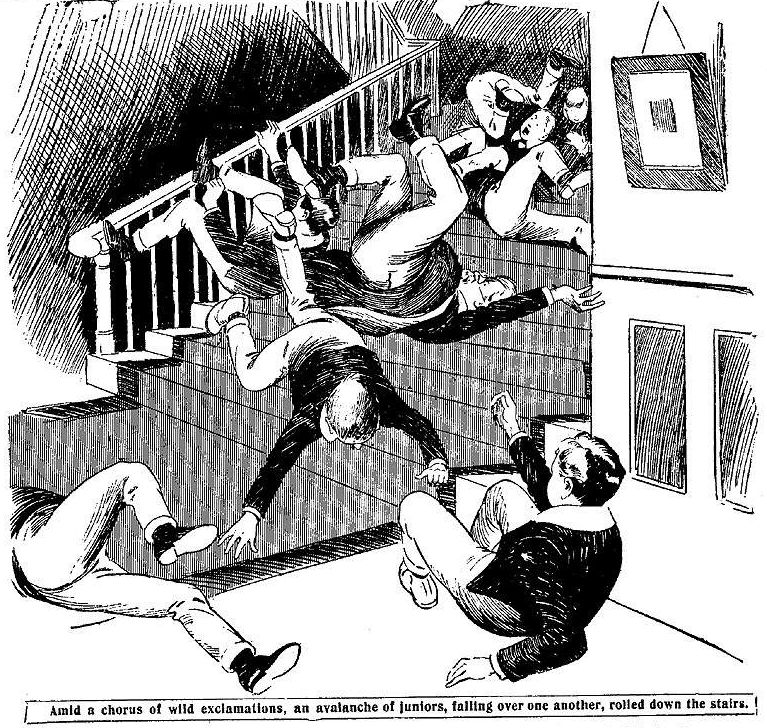 Amid a chorus of wild exclamations, an avalanche of juniors, falling over one another, rolled down the stairs.